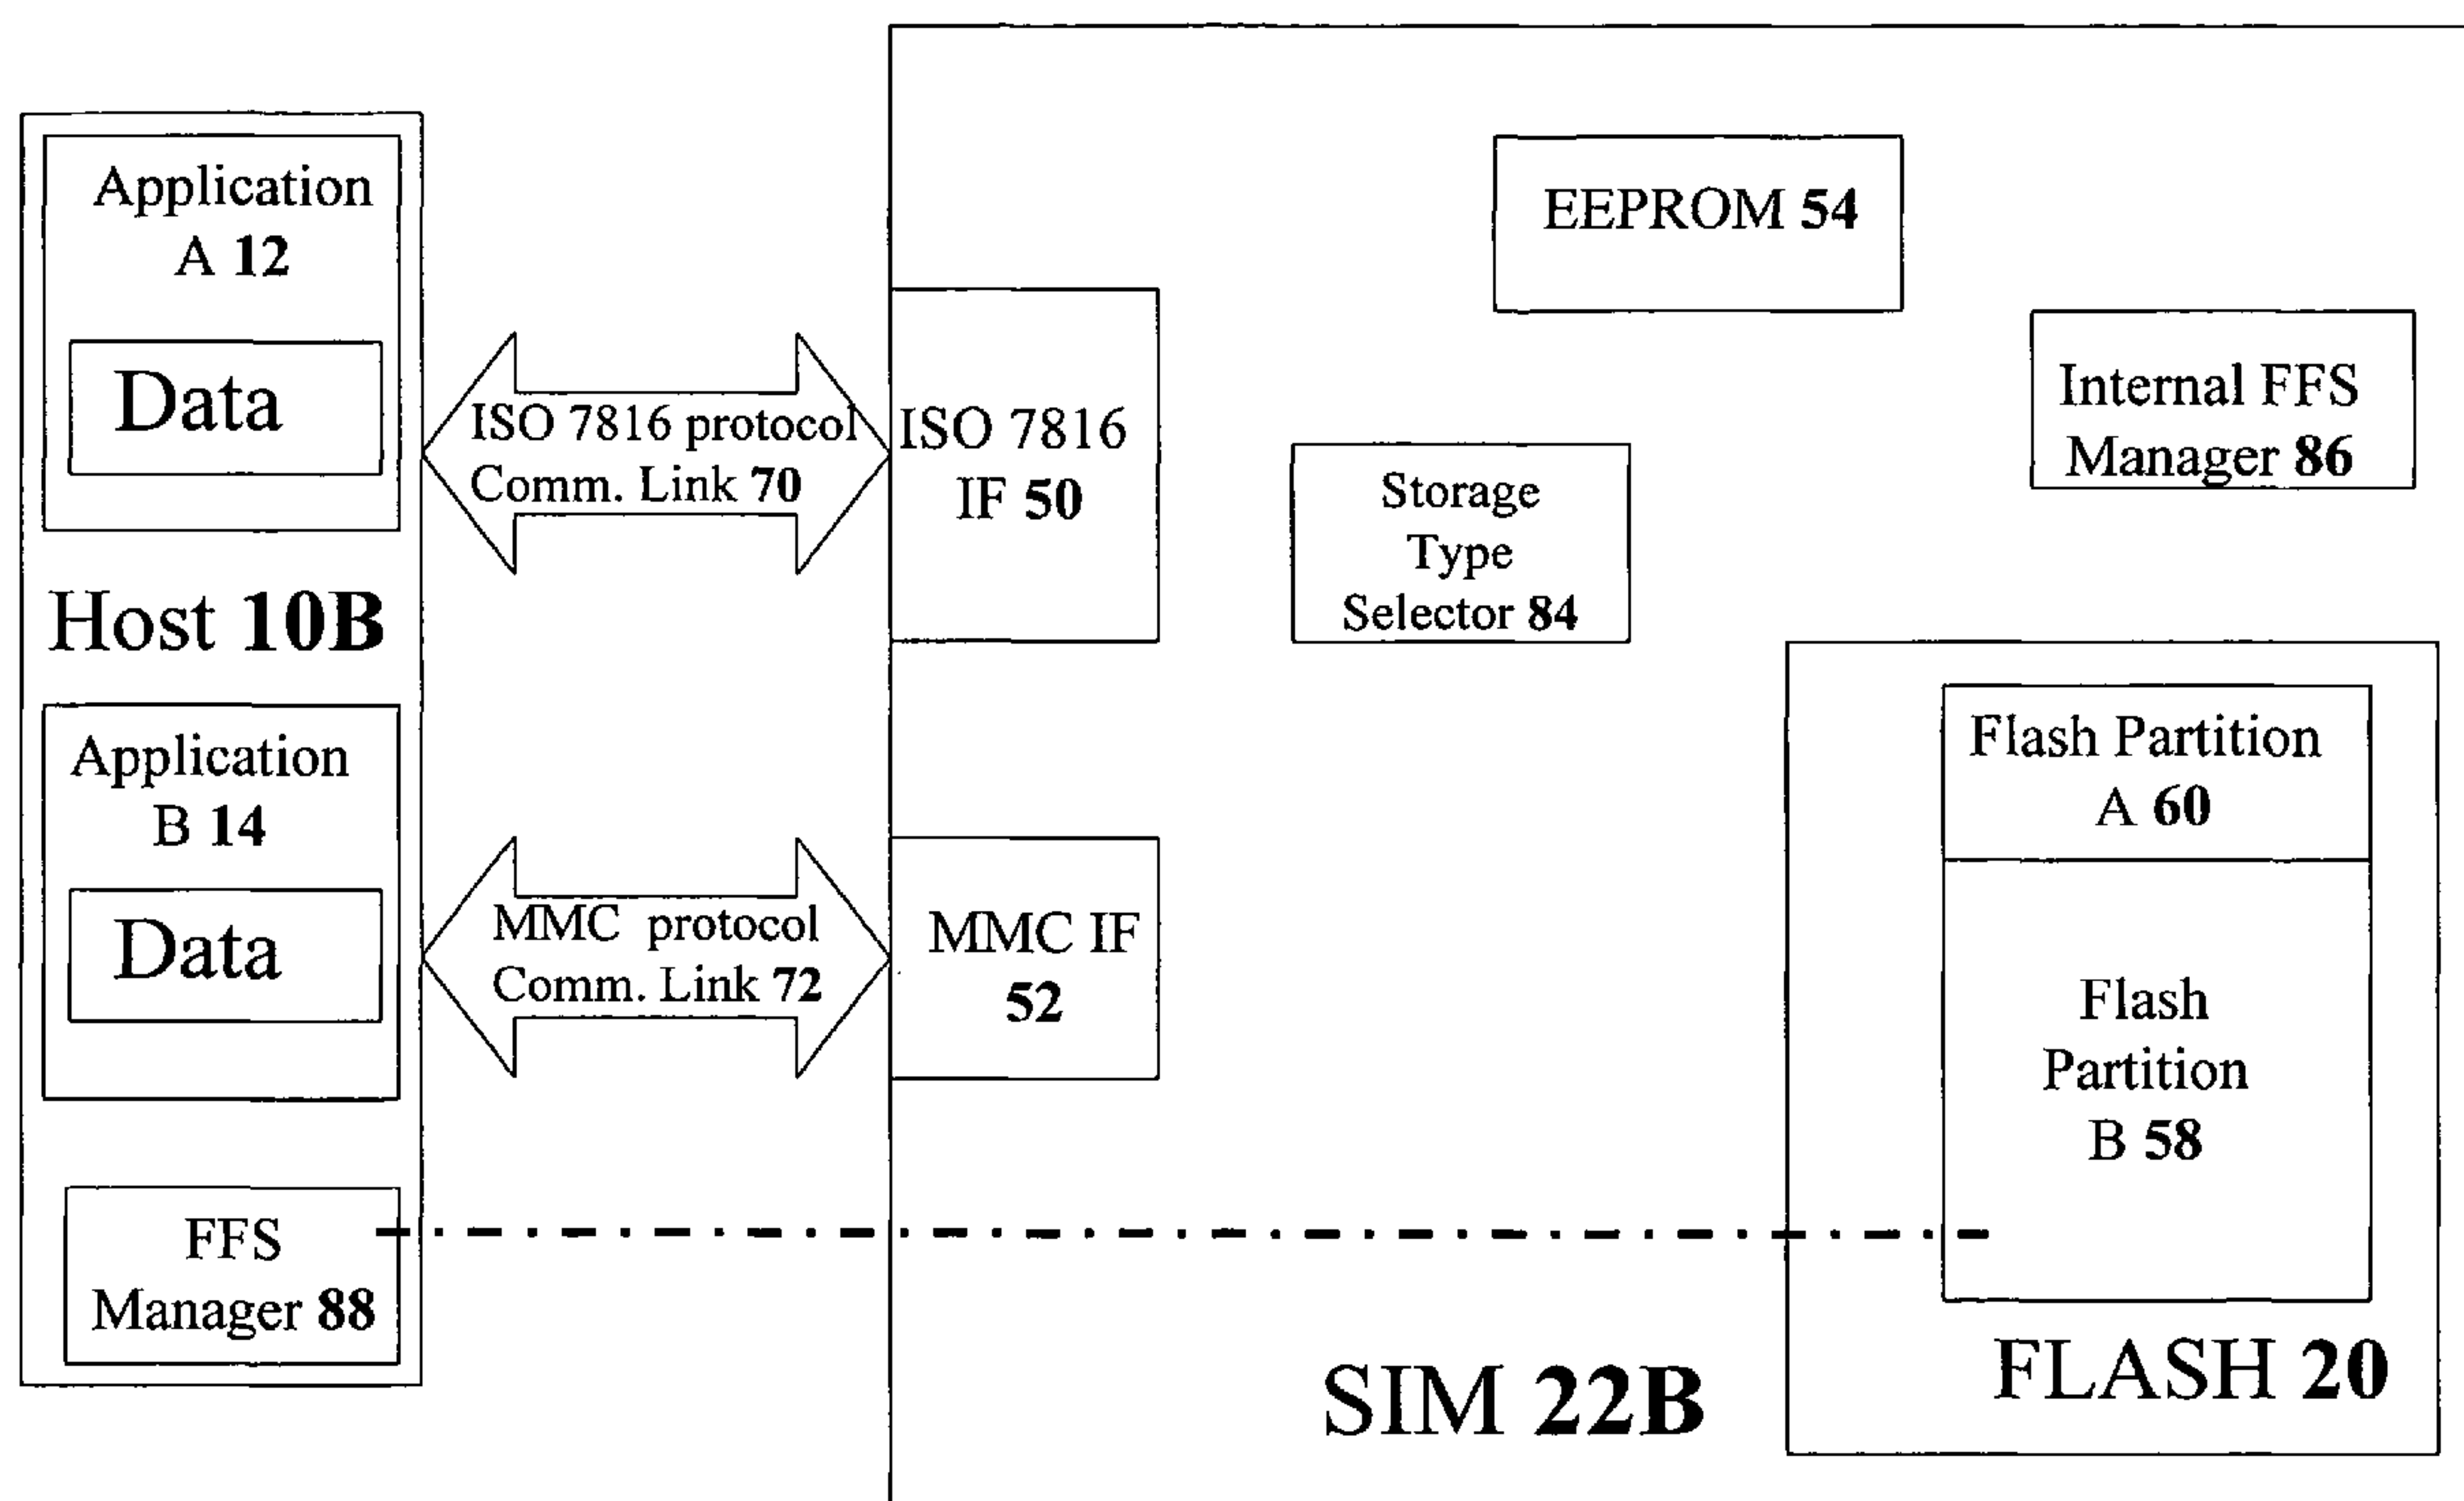 Application
A 12
Data
Host 10B
Application
B 14
Data
FFS
Manager 88
ISO 7816 protocol
Comm. Link 70
MMC protocol
Comm. Link 72
ISO 7816
IF 50
MMC IF
52
EEPROM 54
Storage
Type
Selector 84
Internal FFS
Manager 86
Flash Partition
A 60
Flash
Partition
B 58
FLASH 20
SIM 22B